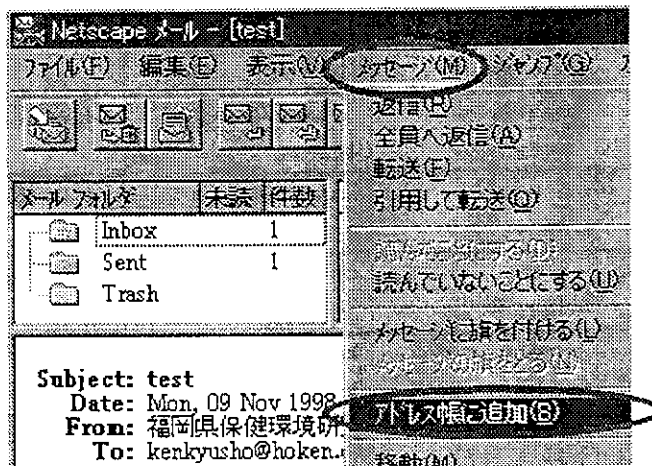 Netscape メール - [test]
ファイル(F) 編集(E) 表示(V) メッセージ(M) ジャンプ(G)
返信(R)
全員へ返信(A)
転送(F)
引用して転送(Q)
メール フォルダ 未読 件数
Inbox 1
Sent 1
Trash
読んでいないことにする(U)
メッセージに旗を付ける(L)
アドレス帳に追加(B)
移動(M)
Subject: test
Date: Mon, 09 Nov 1998
From: 福岡県保健環境研
To: kenkyusho@hoken.